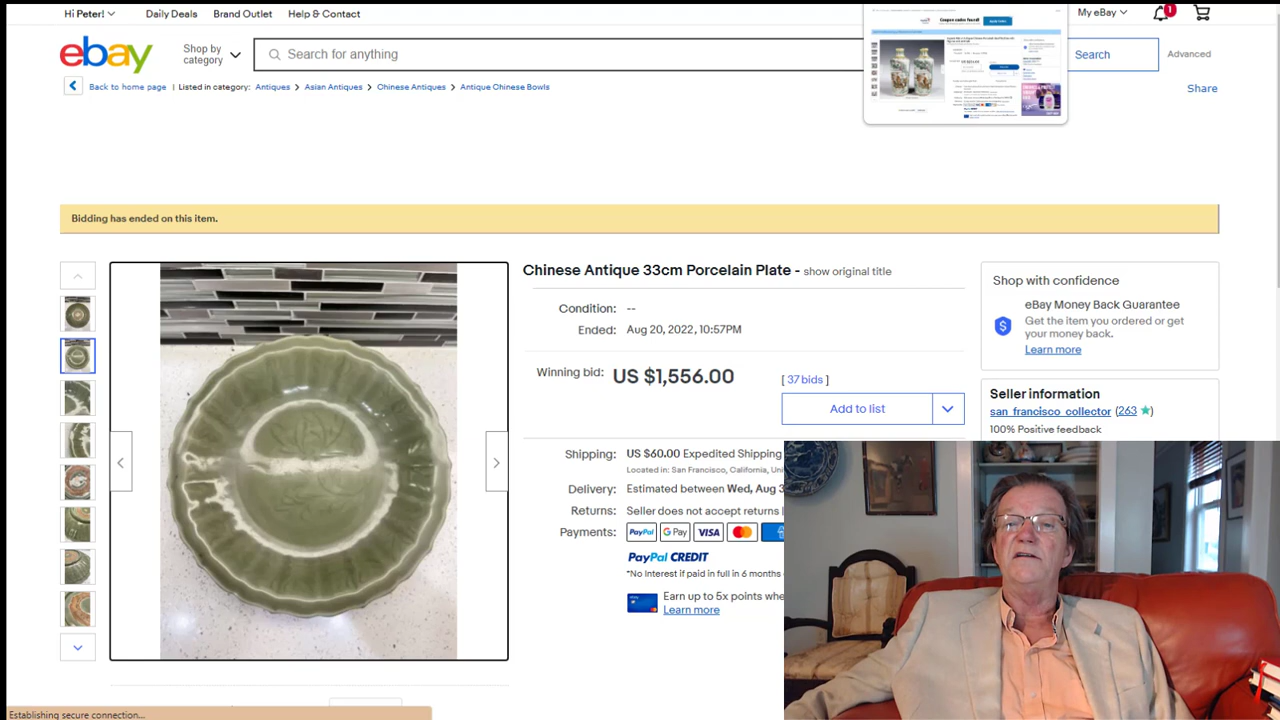 Hi Peter!
Daily Deals
Brand Outlet
Help & Contact
My eBay
1
ebay
Shop by
category
Search for anything
Search
Advanced
Back to home page | Listed in category: Antiques > Asian Antiques > Chinese Antiques > Antique Chinese Bowls
Share
Bidding has ended on this item.
Chinese Antique 33cm Porcelain Plate - show original title
Condition: --
Ended: Aug 20, 2022, 10:57PM
Winning bid: US $1,556.00
[ 37 bids ]
Add to list
Shipping: US $60.00 Expedited Shipping
Located in: San Francisco, California, Uni
Delivery: Estimated between Wed, Aug 3
Returns: Seller does not accept returns
Payments: PayPal G Pay VISA
PayPal CREDIT
*No Interest if paid in full in 6 months
Earn up to 5x points whe
Learn more
Shop with confidence
eBay Money Back Guarantee
Get the item you ordered or get
your money back.
Learn more
Seller information
san_francisco_collector (263 ★)
100% Positive feedback
Establishing secure connection...